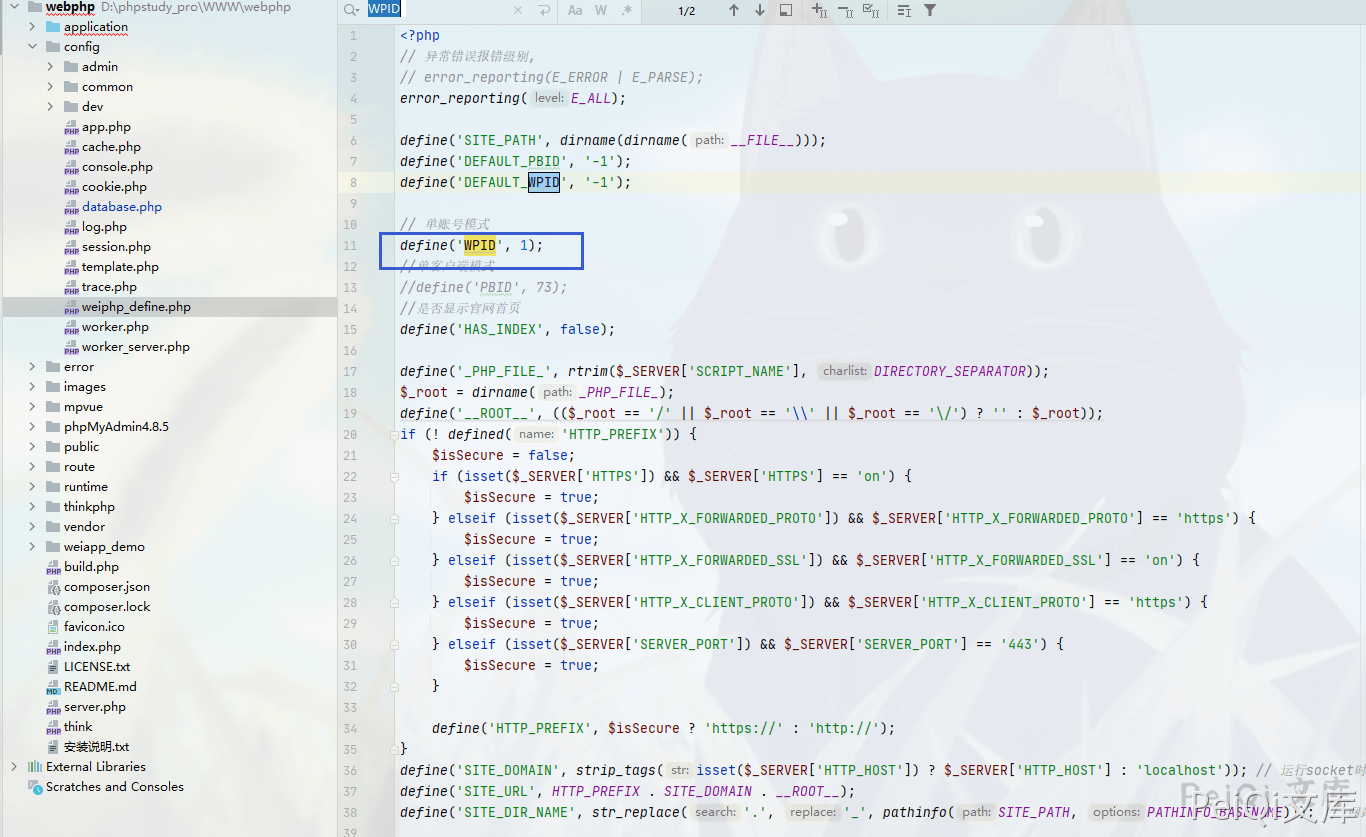 webphp D:\phpstudy_pro\WWW\webphp
application
config
admin
common
dev
app.php
cache.php
console.php
cookie.php
database.php
log.php
session.php
template.php
trace.php
weiphp_define.php
worker.php
worker_server.php
error
images
mpvue
phpMyAdmin4.8.5
public
route
runtime
thinkphp
vendor
weiapp_demo
build.php
composer.json
composer.lock
favicon.ico
index.php
LICENSE.txt
README.md
server.php
think
安装说明.txt
External Libraries
Scratches and Consoles
WPID
Aa W .* 1/2
1 <?php
2 // 异常错误报错级别,
3 // error_reporting(E_ERROR | E_PARSE);
4 error_reporting( level: E_ALL);
5
6 define('SITE_PATH', dirname(dirname( path: __FILE__)));
7 define('DEFAULT_PBID', '-1');
8 define('DEFAULT_WPID', '-1');
9
10 // 单账号模式
11 define('WPID', 1);
12 //单客户端模式
13 //define('PBID', 73);
14 //是否显示官网首页
15 define('HAS_INDEX', false);
16
17 define('_PHP_FILE_', rtrim($_SERVER['SCRIPT_NAME'], charlist: DIRECTORY_SEPARATOR));
18 $_root = dirname( path: _PHP_FILE_);
19 define('__ROOT__', (($_root == '/' || $_root == '\\' || $_root == '\/') ? '' : $_root));
20 if (! defined( name: 'HTTP_PREFIX')) {
21 $isSecure = false;
22 if (isset($_SERVER['HTTPS']) && $_SERVER['HTTPS'] == 'on') {
23 $isSecure = true;
24 } elseif (isset($_SERVER['HTTP_X_FORWARDED_PROTO']) && $_SERVER['HTTP_X_FORWARDED_PROTO'] == 'https') {
25 $isSecure = true;
26 } elseif (isset($_SERVER['HTTP_X_FORWARDED_SSL']) && $_SERVER['HTTP_X_FORWARDED_SSL'] == 'on') {
27 $isSecure = true;
28 } elseif (isset($_SERVER['HTTP_X_CLIENT_PROTO']) && $_SERVER['HTTP_X_CLIENT_PROTO'] == 'https') {
29 $isSecure = true;
30 } elseif (isset($_SERVER['SERVER_PORT']) && $_SERVER['SERVER_PORT'] == '443') {
31 $isSecure = true;
32 }
33
34 define('HTTP_PREFIX', $isSecure ? 'https://' : 'http://');
35 }
36 define('SITE_DOMAIN', strip_tags( str: isset($_SERVER['HTTP_HOST']) ? $_SERVER['HTTP_HOST'] : 'localhost')); // 运行socket时
37 define('SITE_URL', HTTP_PREFIX . SITE_DOMAIN . __ROOT__);
38 define('SITE_DIR_NAME', str_replace( search: '.', replace: '_', pathinfo( path: SITE_PATH, options: PATHINFO_BASENAME)));
39
PeiQi文库
PeiQi文库